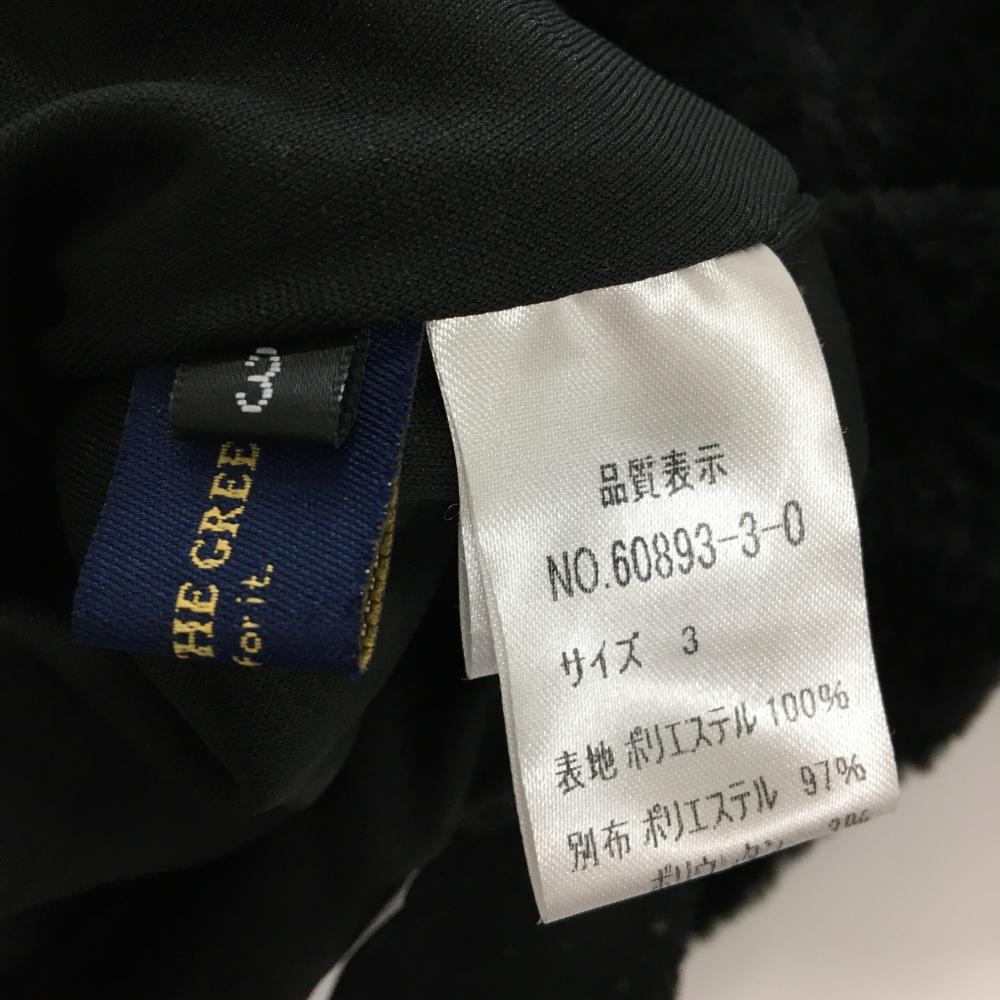 3
HE GREE
for it.
品質表示
NO.60893-3-0
サイズ 3
表地 ポリエステル 100%
別布 ポリエステル 97%